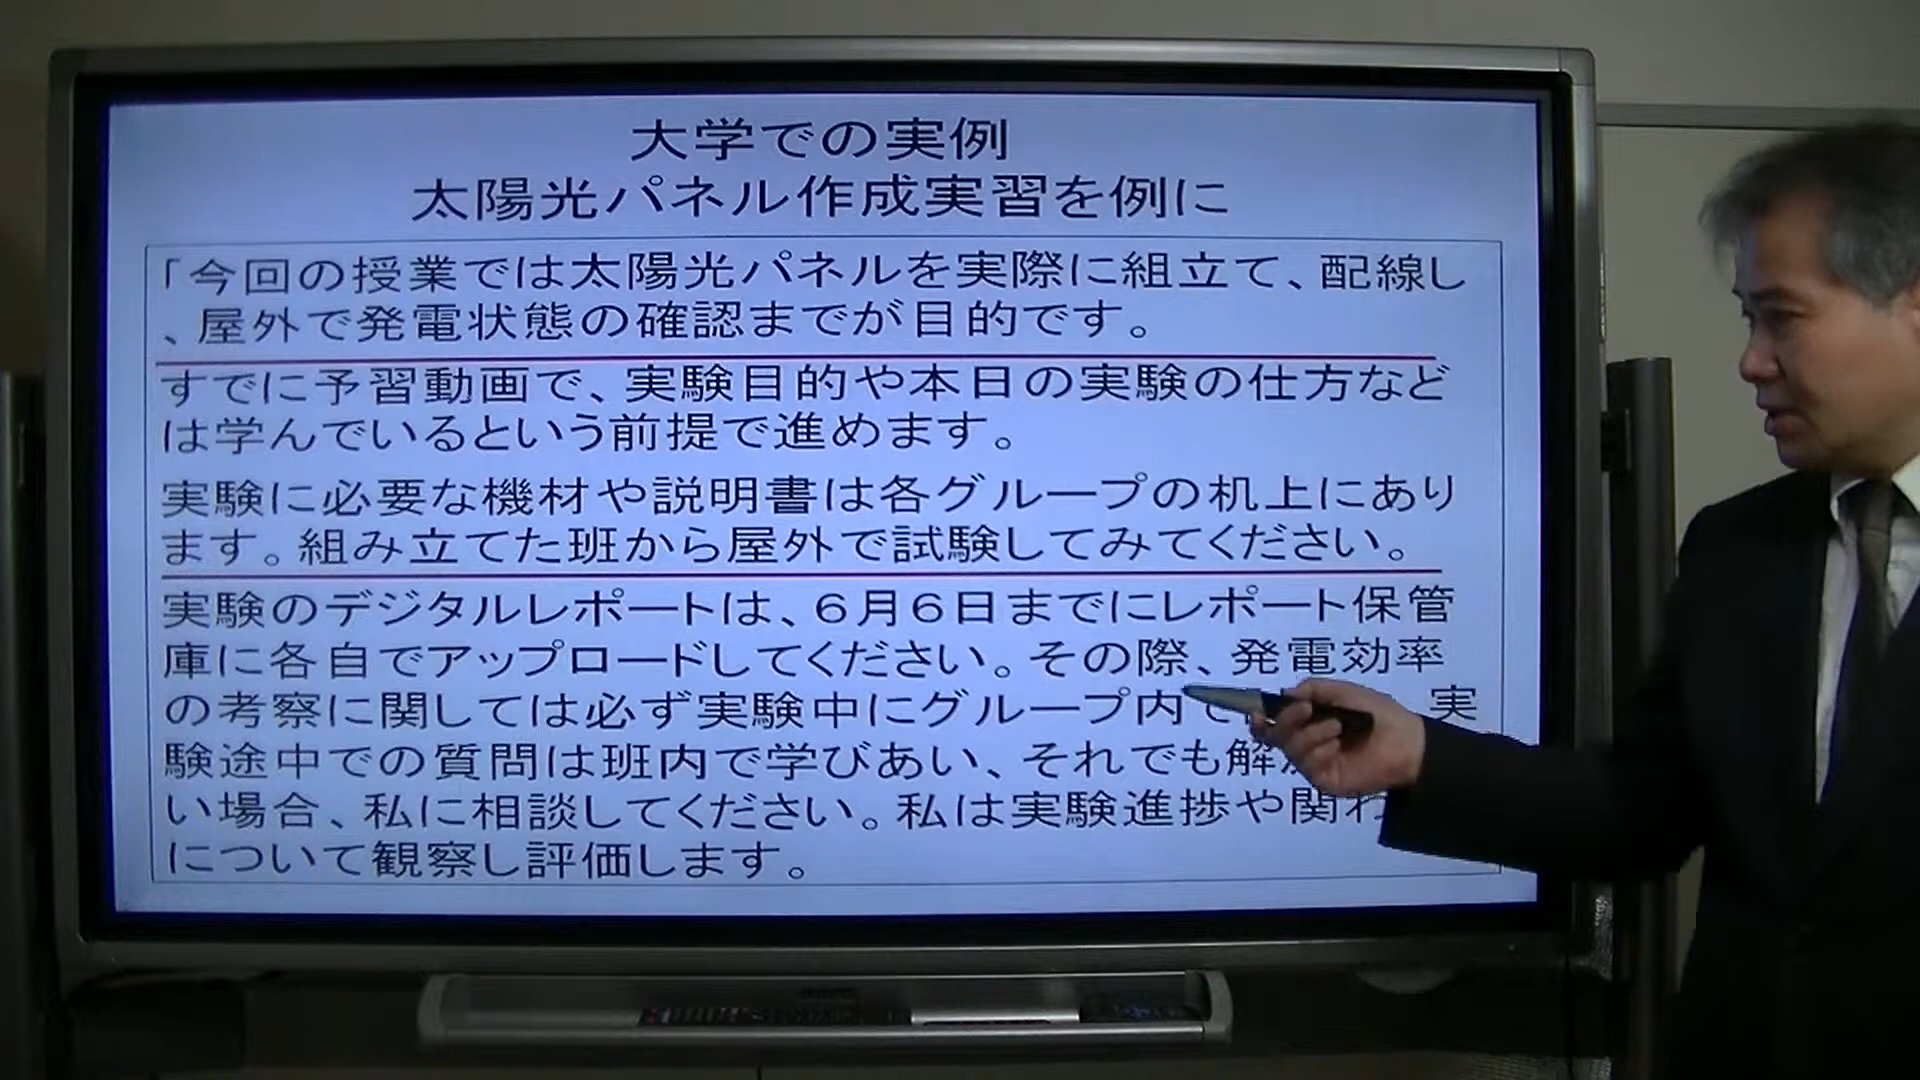 大学での実例
太陽光パネル作成実習を例に
「今回の授業では太陽光パネルを実際に組立て、配線し
、屋外で発電状態の確認までが目的です。
すでに予習動画で、実験目的や本日の実験の仕方など
は学んでいるという前提で進めます。
実験に必要な機材や説明書は各グループの机上にあり
ます。組み立てた班から屋外で試験してみてください。
実験のデジタルレポートは、６月６日までにレポート保管
庫に各自でアップロードしてください。その際、発電効率
の考察に関しては必ず実験中にグループ内で 実
験途中での質問は班内で学びあい、それでも解
い場合、私に相談してください。私は実験進捗や関わ
について観察し評価します。